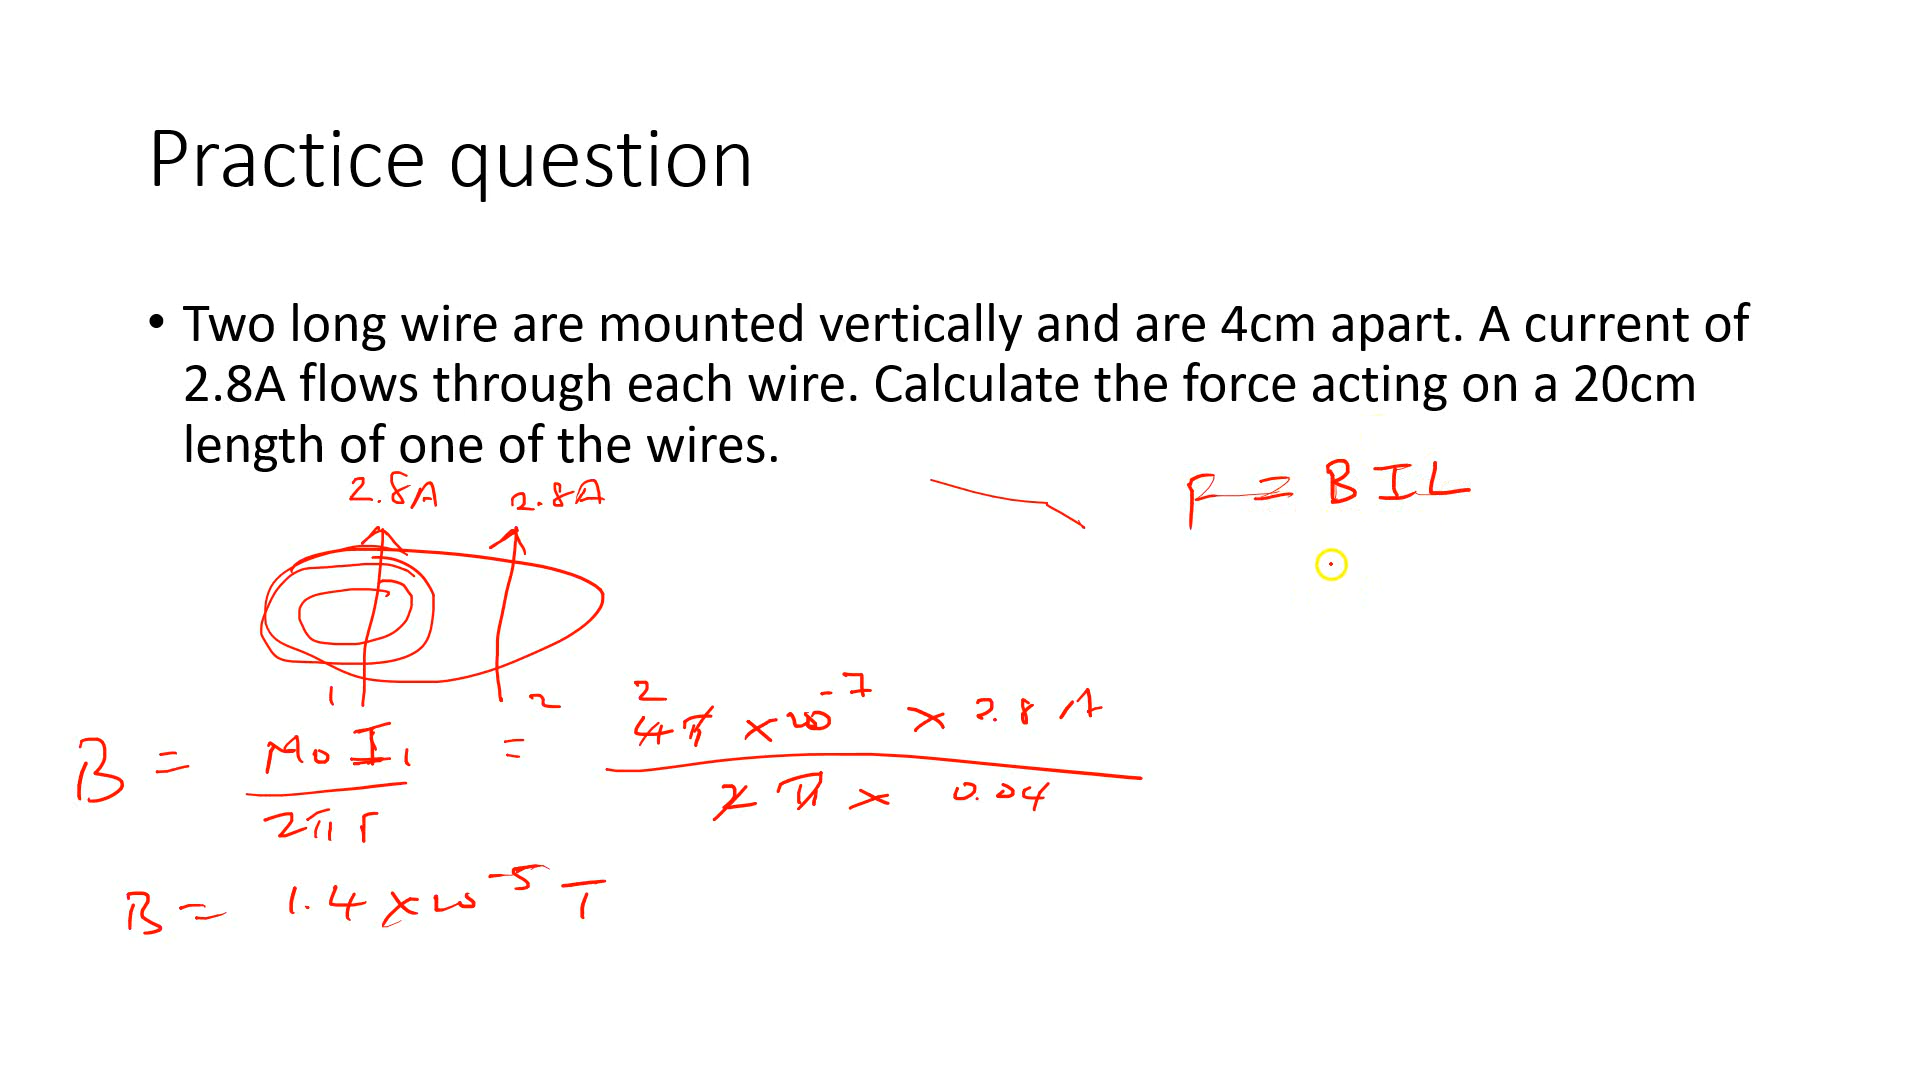 Practice question
• Two long wire are mounted vertically and are 4cm apart. A current of
2.8A flows through each wire. Calculate the force acting on a 20cm
length of one of the wires.
2.8A 2.8A
F = BIL
1 2
B = μ₀I₁ / 2πr = 2 4π × 10⁻⁷ × 2.8 A / 2π × 0.04
B = 1.4 × 10⁻⁵ T